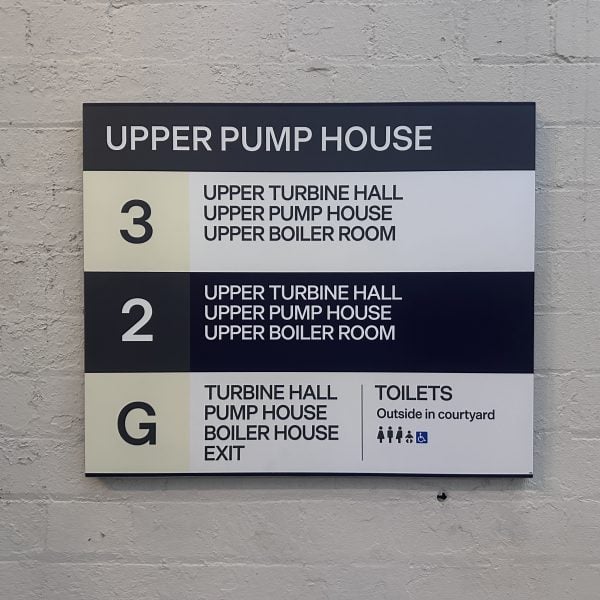 UPPER PUMP HOUSE
3
UPPER TURBINE HALL
UPPER PUMP HOUSE
UPPER BOILER ROOM
2
UPPER TURBINE HALL
UPPER PUMP HOUSE
UPPER BOILER ROOM
G
TURBINE HALL
PUMP HOUSE
BOILER HOUSE
EXIT
TOILETS
Outside in courtyard